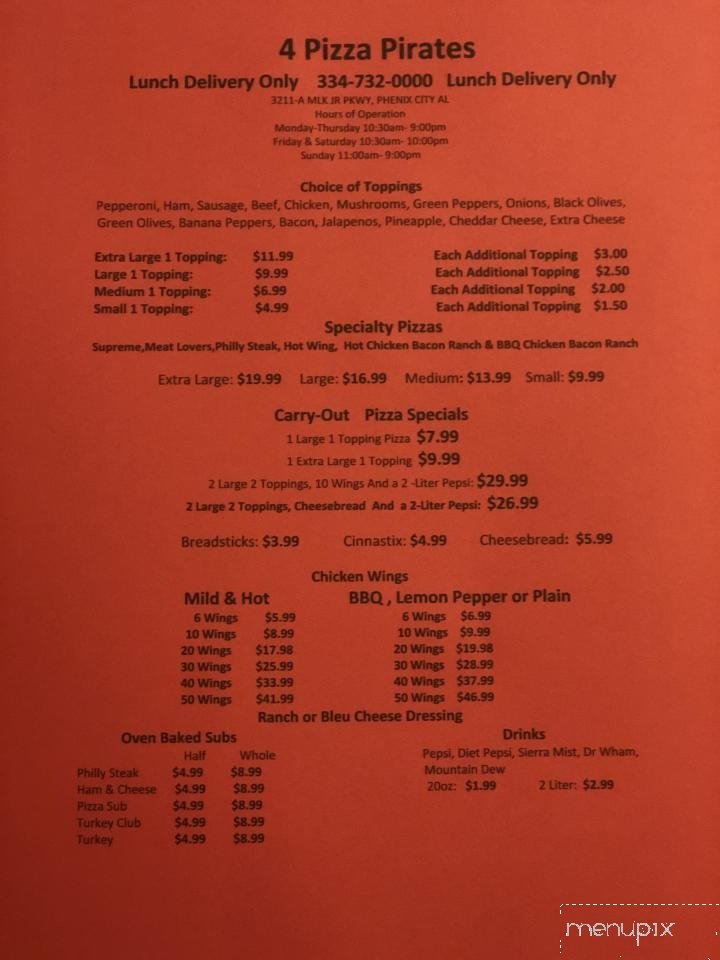 4 Pizza Pirates
Lunch Delivery Only 334-732-0000 Lunch Delivery Only
3211-A MLK JR PKWY, PHENIX CITY AL
Hours of Operation
Monday-Thursday 10:30am- 9:00pm
Friday & Saturday 10:30am- 10:00pm
Sunday 11:00am- 9:00pm
Choice of Toppings
Pepperoni, Ham, Sausage, Beef, Chicken, Mushrooms, Green Peppers, Onions, Black Olives,
Green Olives, Banana Peppers, Bacon, Jalapenos, Pineapple, Cheddar Cheese, Extra Cheese
Extra Large 1 Topping: $11.99 Each Additional Topping $3.00
Large 1 Topping: $9.99 Each Additional Topping $2.50
Medium 1 Topping: $6.99 Each Additional Topping $2.00
Small 1 Topping: $4.99 Each Additional Topping $1.50
Specialty Pizzas
Supreme,Meat Lovers,Philly Steak, Hot Wing, Hot Chicken Bacon Ranch & BBQ Chicken Bacon Ranch
Extra Large: $19.99 Large: $16.99 Medium: $13.99 Small: $9.99
Carry-Out Pizza Specials
1 Large 1 Topping Pizza $7.99
1 Extra Large 1 Topping $9.99
2 Large 2 Toppings, 10 Wings And a 2 -Liter Pepsi: $29.99
2 Large 2 Toppings, Cheesebread And a 2-Liter Pepsi: $26.99
Breadsticks: $3.99 Cinnastix: $4.99 Cheesebread: $5.99
Chicken Wings
Mild & Hot BBQ , Lemon Pepper or Plain
6 Wings $5.99 6 Wings $6.99
10 Wings $8.99 10 Wings $9.99
20 Wings $17.98 20 Wings $19.98
30 Wings $25.99 30 Wings $28.99
40 Wings $33.99 40 Wings $37.99
50 Wings $41.99 50 Wings $46.99
Ranch or Bleu Cheese Dressing
Oven Baked Subs
Half Whole
Philly Steak $4.99 $8.99
Ham & Cheese $4.99 $8.99
Pizza Sub $4.99 $8.99
Turkey Club $4.99 $8.99
Turkey $4.99 $8.99
Drinks
Pepsi, Diet Pepsi, Sierra Mist, Dr Wham,
Mountain Dew
20oz: $1.99 2 Liter: $2.99
menupix